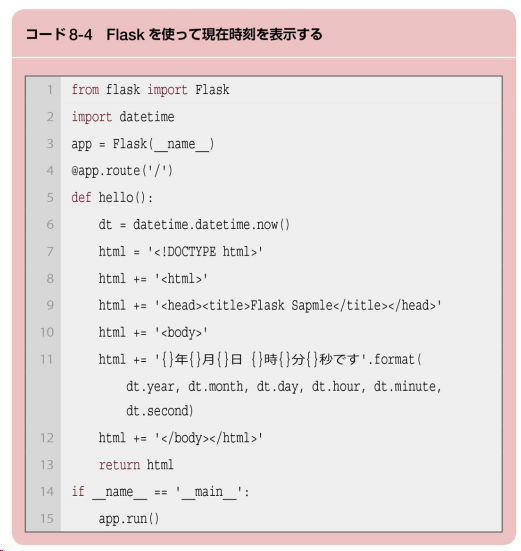 コード8-4 Flaskを使って現在時刻を表示する
1 from flask import Flask
2 import datetime
3 app = Flask(__name__)
4 @app.route('/')
5 def hello():
6     dt = datetime.datetime.now()
7     html = '<!DOCTYPE html>'
8     html += '<html>'
9     html += '<head><title>Flask Sapmle</title></head>'
10     html += '<body>'
11     html += '{}年{}月{}日 {}時{}分{}秒です'.format(
        dt.year, dt.month, dt.day, dt.hour, dt.minute,
        dt.second)
12     html += '</body></html>'
13     return html
14 if __name__ == '__main__':
15     app.run()